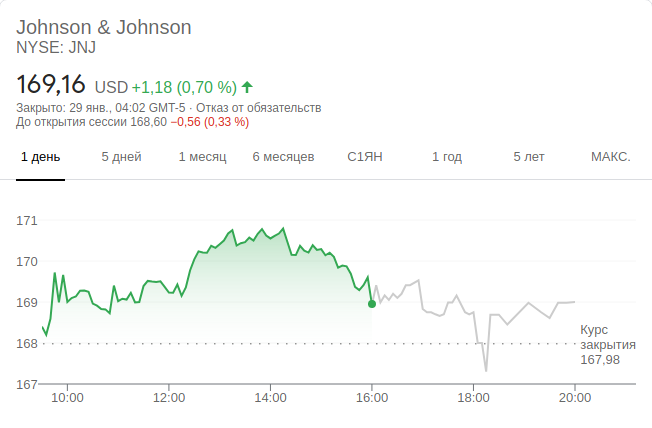 Johnson & Johnson
NYSE: JNJ
169,16 USD +1,18 (0,70 %)
Закрыто: 29 янв., 04:02 GMT-5 · Отказ от обязательств
До открытия сессии 168,60 −0,56 (0,33 %)
1 день 5 дней 1 месяц 6 месяцев С1ЯН 1 год 5 лет МАКС.
171
170
169
168
167
Курс
закрытия
167,98
10:00 12:00 14:00 16:00 18:00 20:00